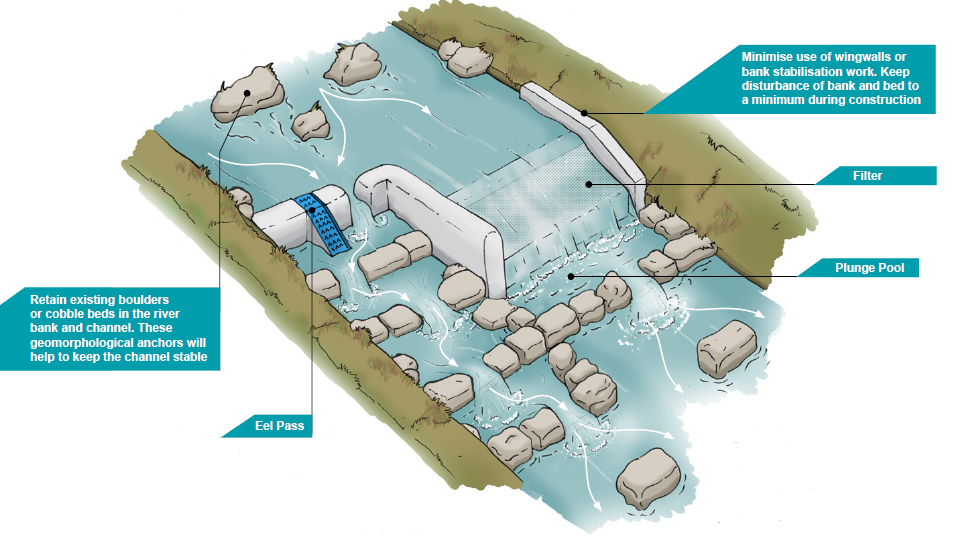 Minimise use of wingwalls or
bank stabilisation work. Keep
disturbance of bank and bed to
a minimum during construction
Filter
Plunge Pool
Retain existing boulders
or cobble beds in the river
bank and channel. These
geomorphological anchors will
help to keep the channel stable
Eel Pass